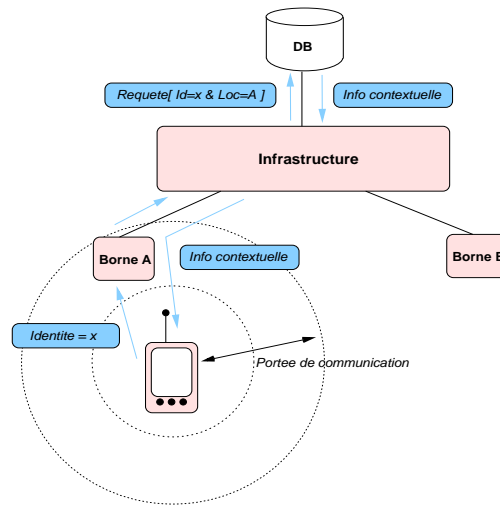 DB
Requete[ Id=x & Loc=A ]
Info contextuelle
Infrastructure
Borne A
Info contextuelle
Borne B
Identite = x
Portee de communication